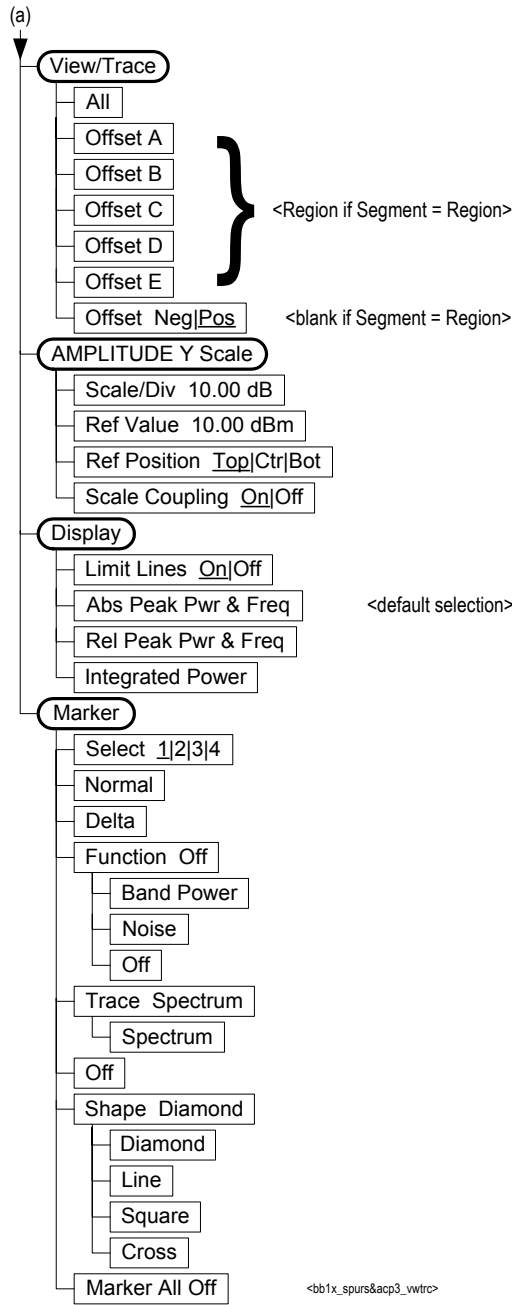 (a)
View/Trace
All
Offset A
Offset B
Offset C
<Region if Segment = Region>
Offset D
Offset E
Offset Neg|Pos
<blank if Segment = Region>
AMPLITUDE Y Scale
Scale/Div 10.00 dB
Ref Value 10.00 dBm
Ref Position Top|Ctr|Bot
Scale Coupling On|Off
Display
Limit Lines On|Off
Abs Peak Pwr & Freq
<default selection>
Rel Peak Pwr & Freq
Integrated Power
Marker
Select 1|2|3|4
Normal
Delta
Function Off
Band Power
Noise
Off
Trace Spectrum
Spectrum
Off
Shape Diamond
Diamond
Line
Square
Cross
Marker All Off
<bb1x_spurs&acp3_vwtrc>